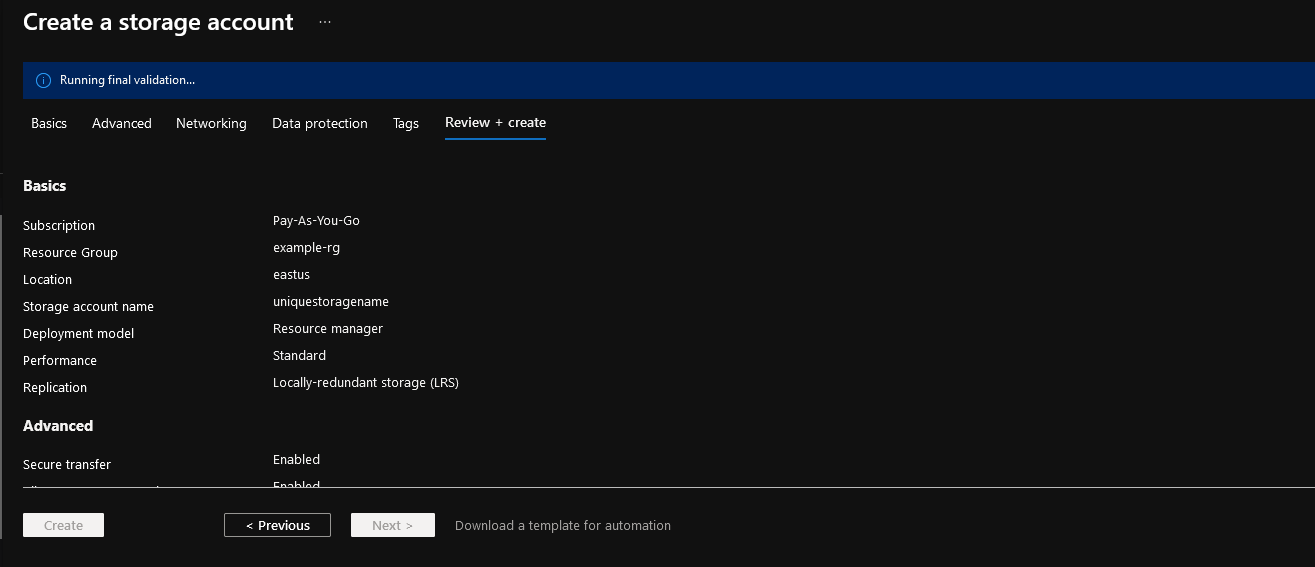 Create a storage account ...
Running final validation...
Basics Advanced Networking Data protection Tags Review + create
Basics
Subscription Pay-As-You-Go
Resource Group example-rg
Location eastus
Storage account name uniquestoragename
Deployment model Resource manager
Performance Standard
Replication Locally-redundant storage (LRS)
Advanced
Secure transfer Enabled
Enabled
Create < Previous Next > Download a template for automation